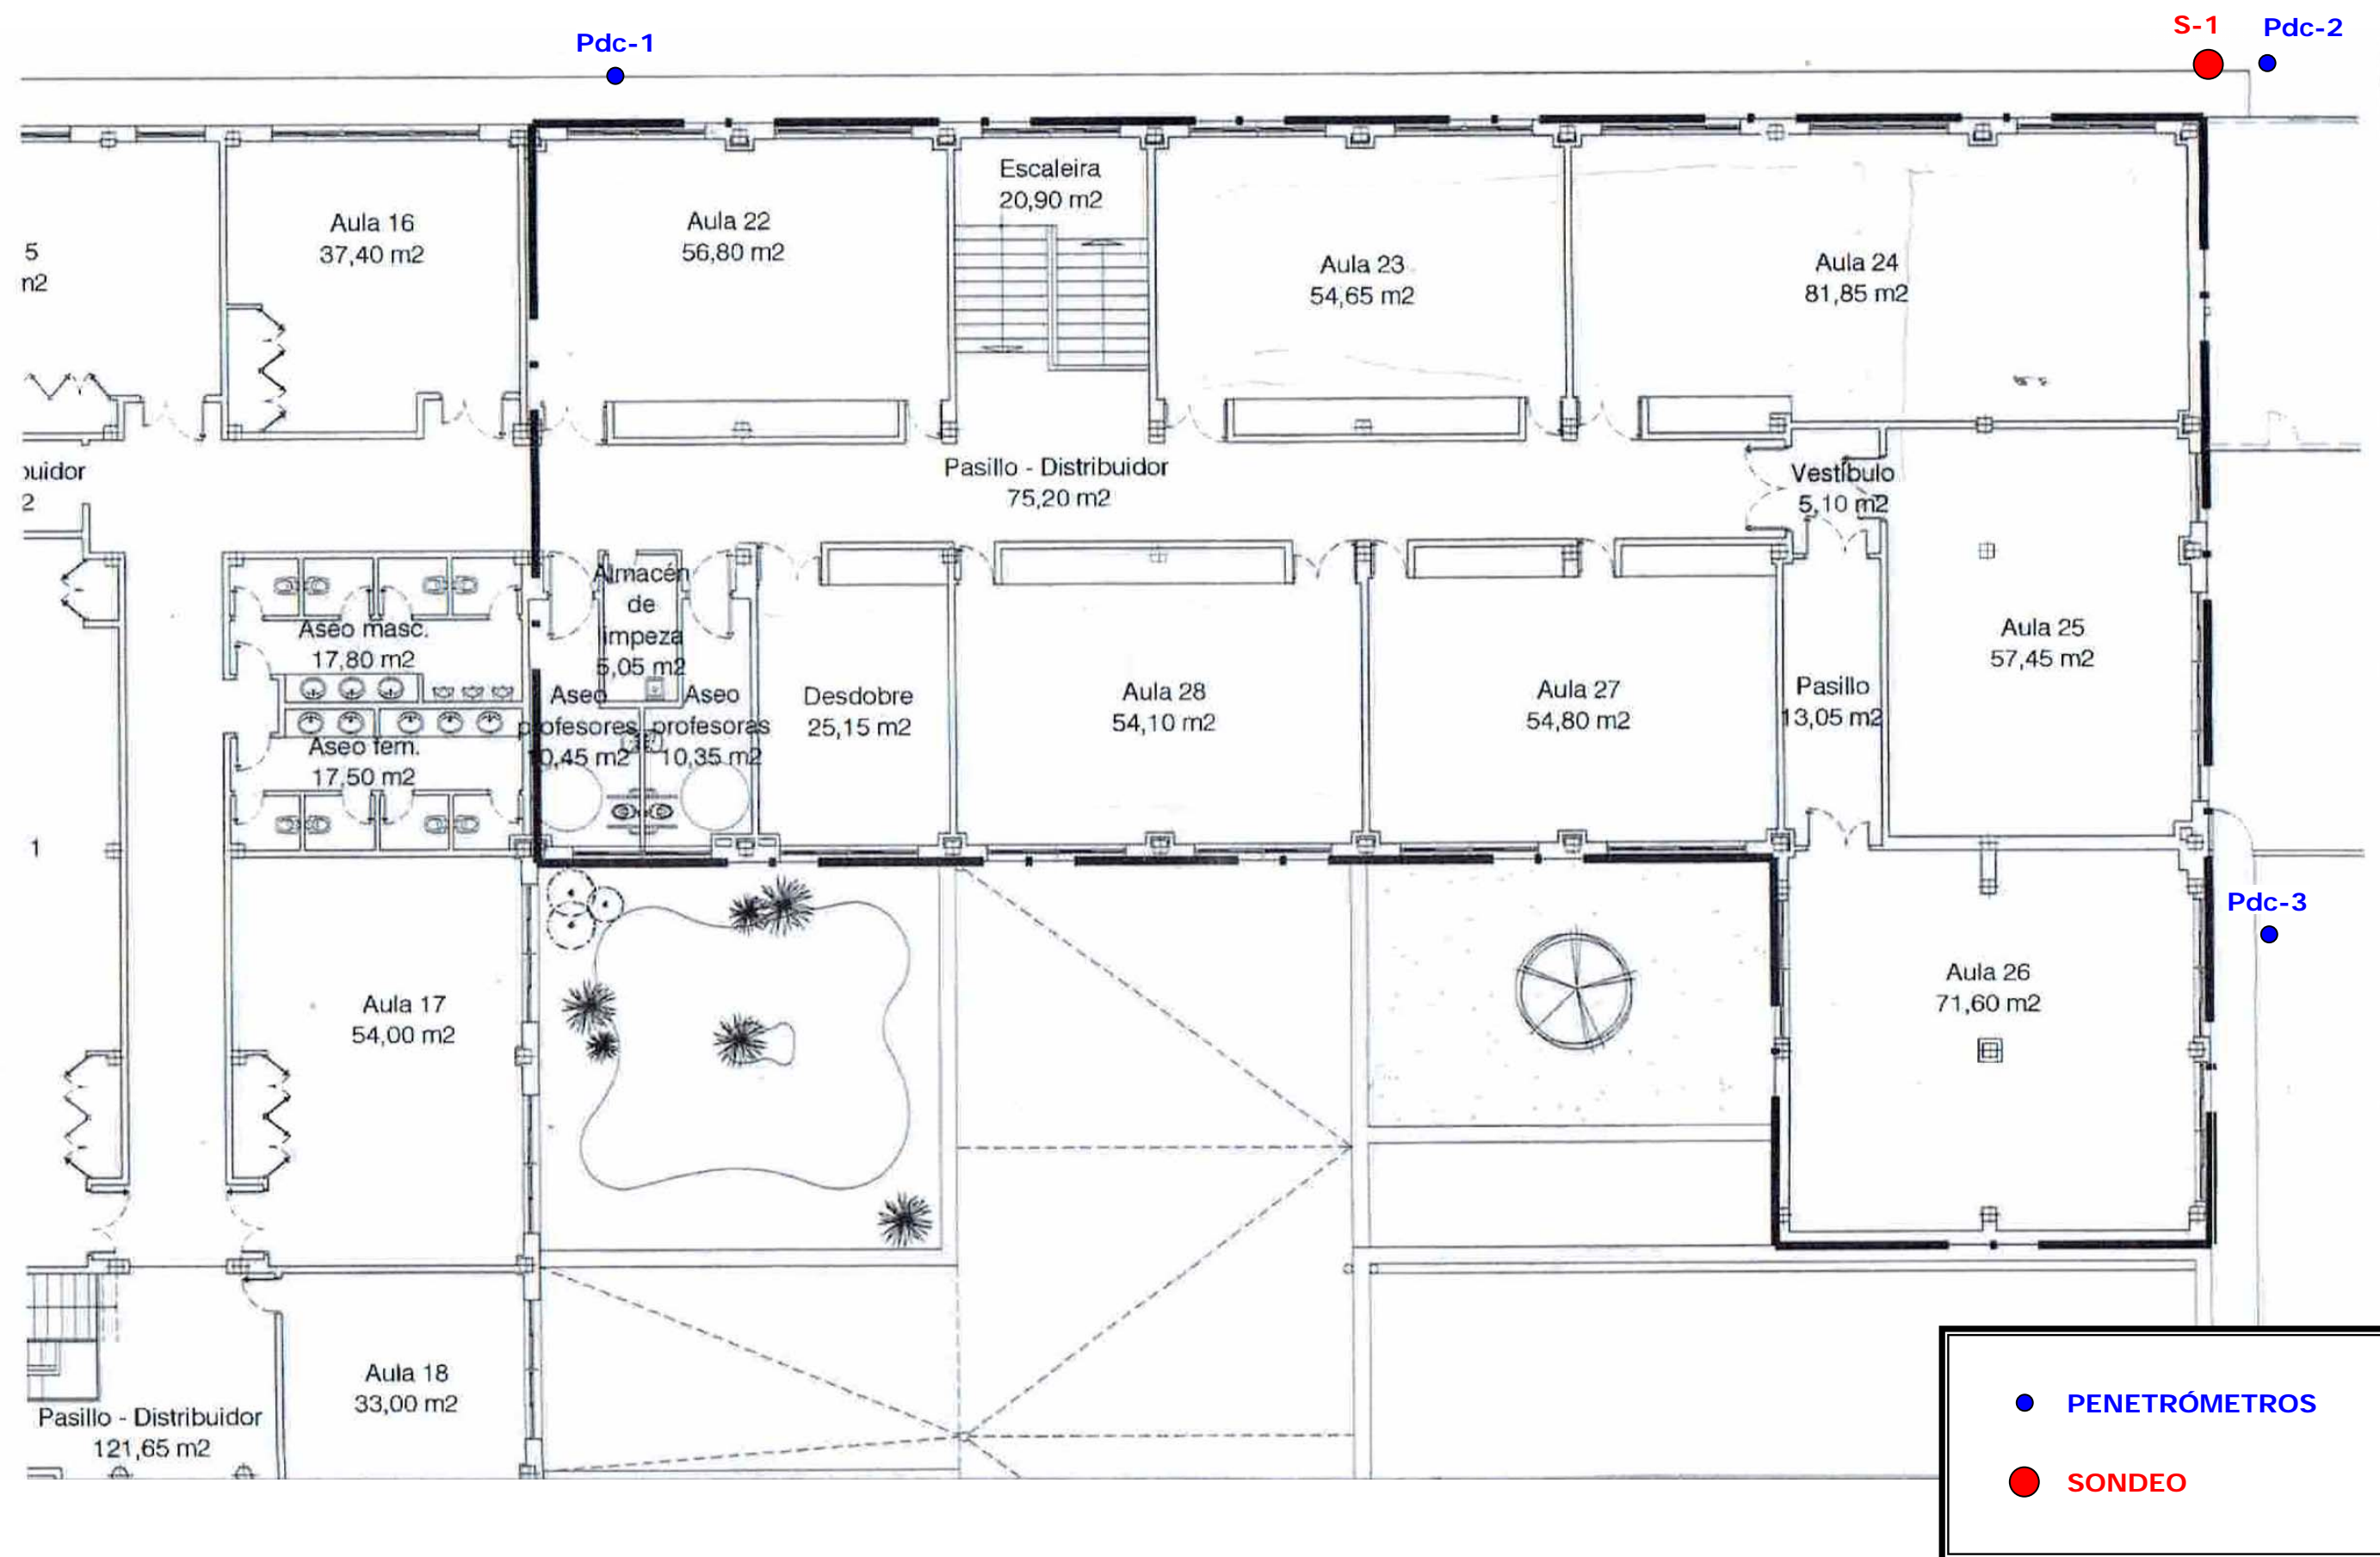 Pdc-1
S-1
Pdc-2
Escaleira
20,90 m2
Aula 16
37,40 m2
Aula 22
56,80 m2
5
n2
Aula 23
54,65 m2
Aula 24
81,85 m2
Pasillo - Distribuidor
75,20 m2
Vestíbulo
5,10 m2
2
Almacén
de
impeza
5,05 m2
Aseo masc.
17,80 m2
Aseo fem.
17,50 m2
Aseo
profesores
0,45 m2
Aseo
profesoras
10,35 m2
Desdobre
25,15 m2
Aula 28
54,10 m2
Aula 27
54,80 m2
Pasillo
13,05 m2
Aula 25
57,45 m2
1
Pdc-3
Aula 17
54,00 m2
Aula 26
71,60 m2
Aula 18
33,00 m2
Pasillo - Distribuidor
121,65 m2
PENETRÓMETROS
SONDEO